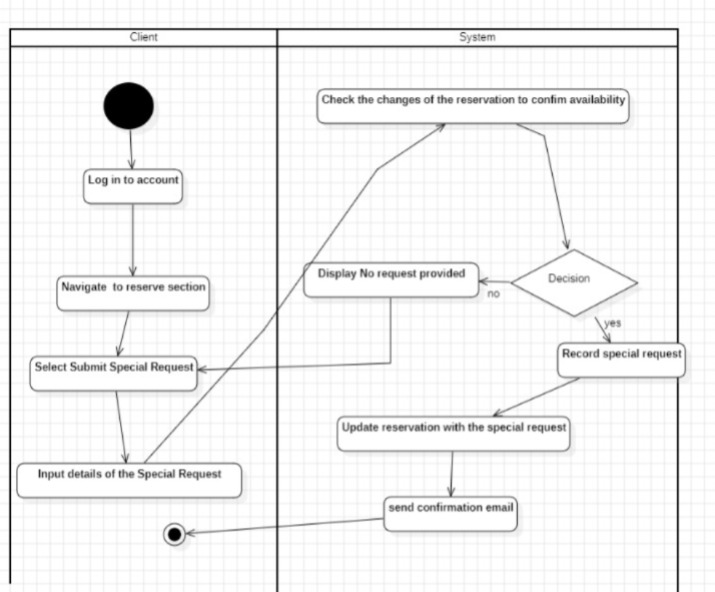 Client
System
Check the changes of the reservation to confim availability
Log in to account
Display No request provided
Decision
Navigate to reserve section
no
yes
Record special request
Select Submit Special Request
Update reservation with the special request
Input details of the Special Request
send confirmation email